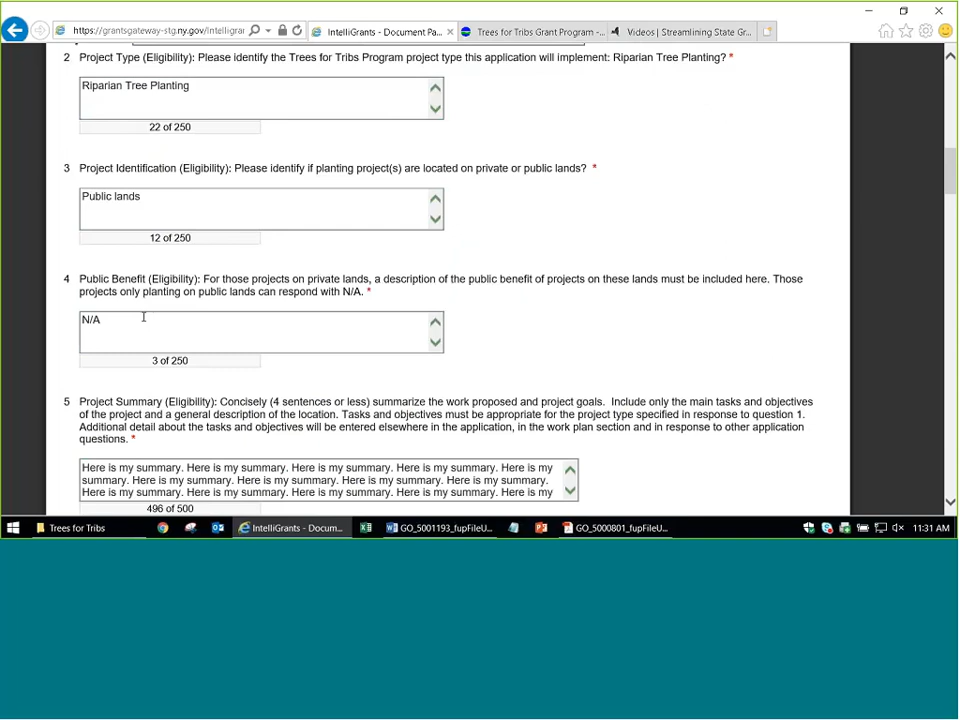 https://grantsgateway-stg.ny.gov/Intelligrar
IntelliGrants - Document Pa...
Trees for Tribs Grant Program -...
Videos | Streamlining State Gr...
2 Project Type (Eligibility): Please identify the Trees for Tribs Program project type this application will implement: Riparian Tree Planting? *
Riparian Tree Planting
22 of 250
3 Project Identification (Eligibility): Please identify if planting project(s) are located on private or public lands? *
Public lands
12 of 250
4 Public Benefit (Eligibility): For those projects on private lands, a description of the public benefit of projects on these lands must be included here. Those
projects only planting on public lands can respond with N/A. *
N/A
3 of 250
5 Project Summary (Eligibility): Concisely (4 sentences or less) summarize the work proposed and project goals. Include only the main tasks and objectives
of the project and a general description of the location. Tasks and objectives must be appropriate for the project type specified in response to question 1.
Additional detail about the tasks and objectives will be entered elsewhere in the application, in the work plan section and in response to other application
questions. *
Here is my summary. Here is my summary. Here is my summary. Here is my summary. Here is my
summary. Here is my summary. Here is my summary. Here is my summary. Here is my summary.
Here is my summary. Here is my summary. Here is my summary. Here is my summary. Here is my
496 of 500
Trees for Tribs
IntelliGrants - Docum...
GO_5001193_fupFileU...
GO_5000801_fupFileU...
11:31 AM